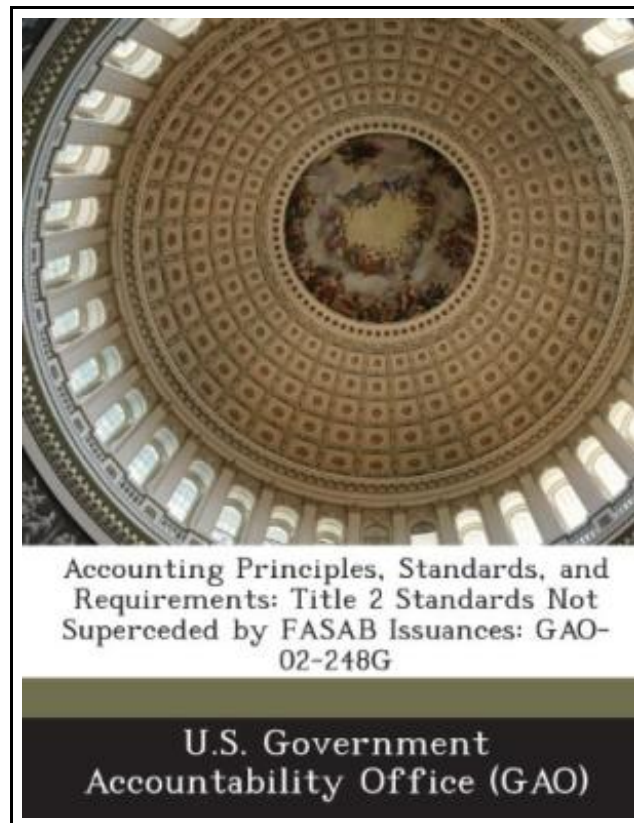 Accounting Principles, Standards, and
Requirements: Title 2 Standards Not
Superceded by FASAB Issuances: GAO-
02-248G
U.S. Government
Accountability Office (GAO)